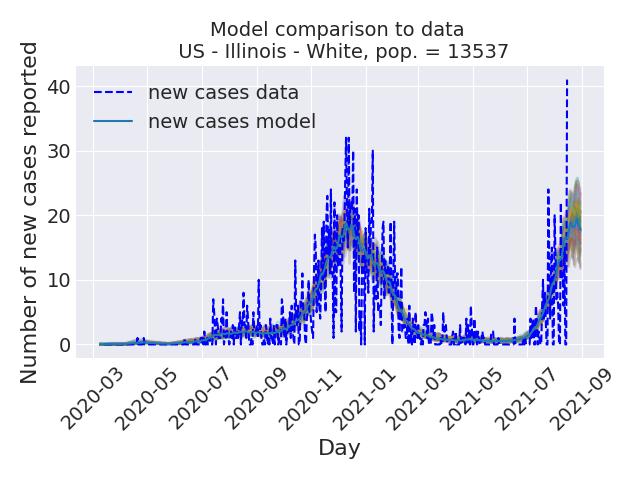 Model comparison to data
US - Illinois - White, pop. = 13537
Number of new cases reported
40
30
20
10
0
new cases data
new cases model
2020-03
2020-05
2020-07
2020-09
2020-11
2021-01
2021-03
2021-05
2021-07
2021-09
Day